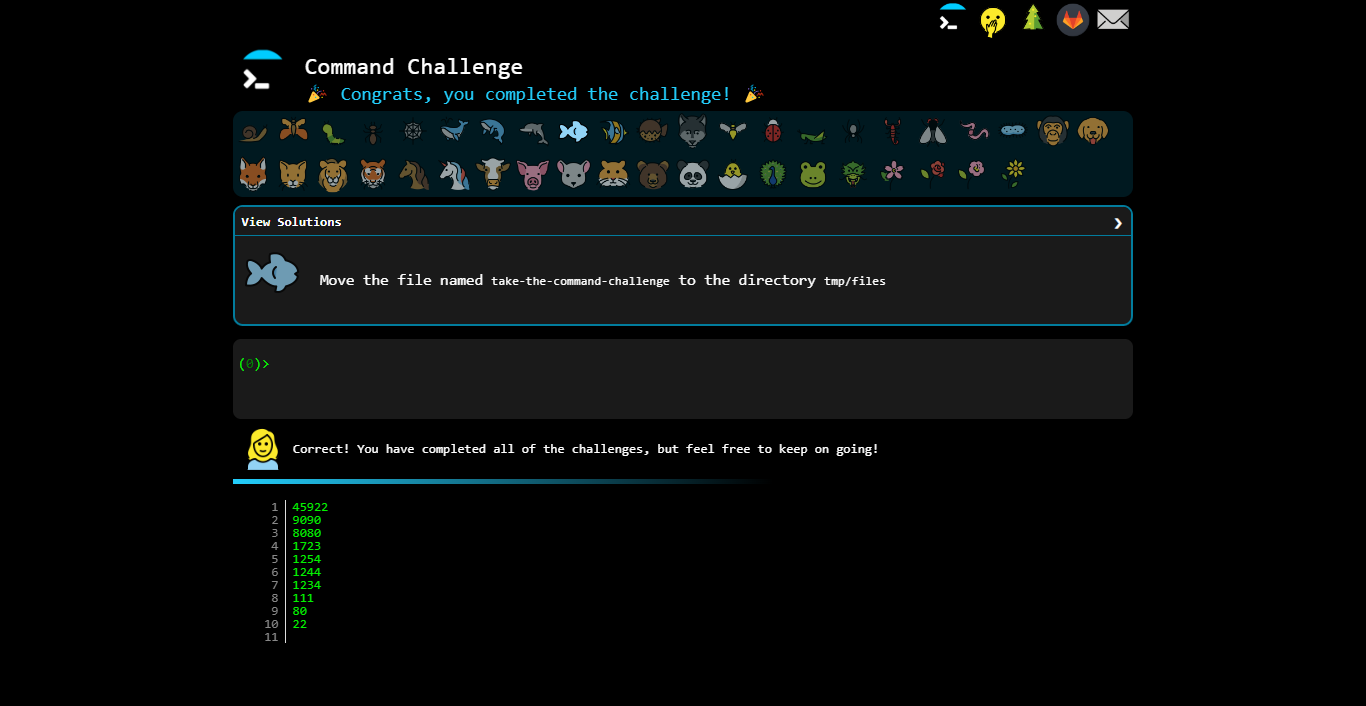 Command Challenge
🎉 Congrats, you completed the challenge! 🎉
View Solutions ❯
Move the file named take-the-command-challenge to the directory tmp/files
(0)>
Correct! You have completed all of the challenges, but feel free to keep on going!
1 45922
2 9090
3 8080
4 1723
5 1254
6 1244
7 1234
8 111
9 80
10 22
11